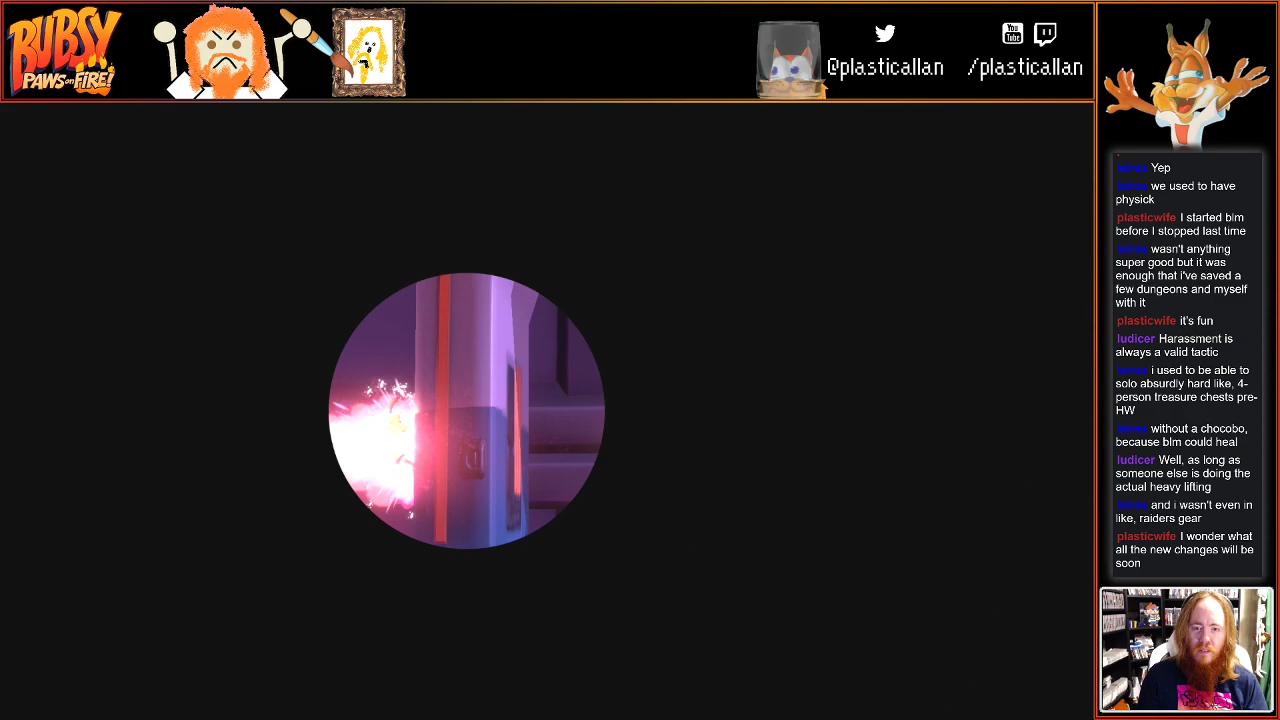 BUBSY
PAWS on FIRE!
@plasticallan
You
Tube
/plasticallan
Yep
we used to have
physick
plasticwife I started blm
before I stopped last time
wasn't anything
super good but it was
enough that i've saved a
few dungeons and myself
with it
plasticwife it's fun
ludicer Harassment is
always a valid tactic
i used to be able to
solo absurdly hard like, 4-
person treasure chests pre-
HW
without a chocobo,
because blm could heal
ludicer Well, as long as
someone else is doing the
actual heavy lifting
and i wasn't even in
like, raiders gear
plasticwife I wonder what
all the new changes will be
soon